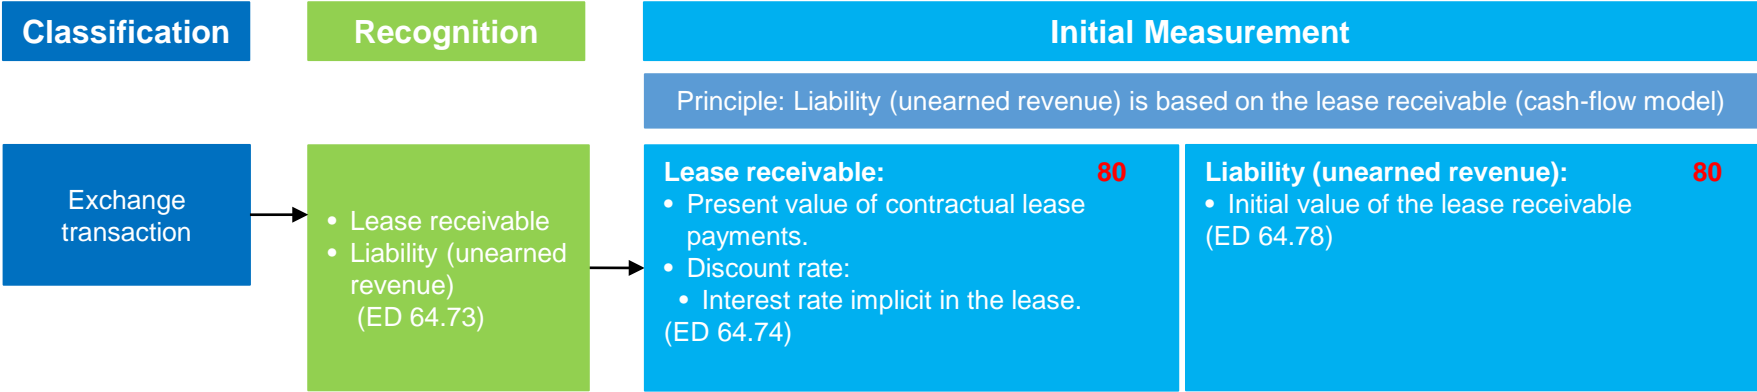 Classification
Recognition
Initial Measurement
Principle: Liability (unearned revenue) is based on the lease receivable (cash-flow model)
Exchange
transaction
• Lease receivable
• Liability (unearned
revenue)
(ED 64.73)
Lease receivable: 80
• Present value of contractual lease
payments.
• Discount rate:
• Interest rate implicit in the lease.
(ED 64.74)
Liability (unearned revenue): 80
• Initial value of the lease receivable
(ED 64.78)